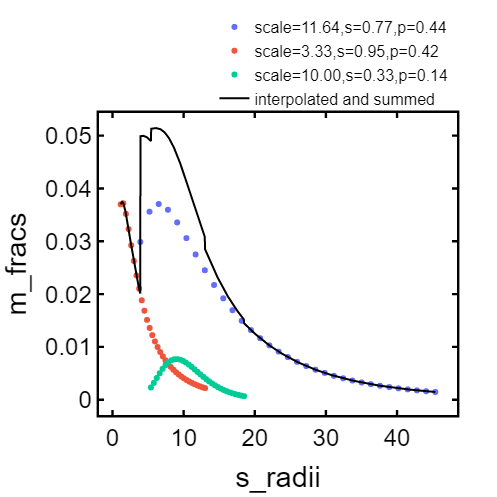 scale=11.64,s=0.77,p=0.44
scale=3.33,s=0.95,p=0.42
scale=10.00,s=0.33,p=0.14
interpolated and summed
0.05
0.04
0.03
0.02
0.01
0
m_fracs
0 10 20 30 40
s_radii